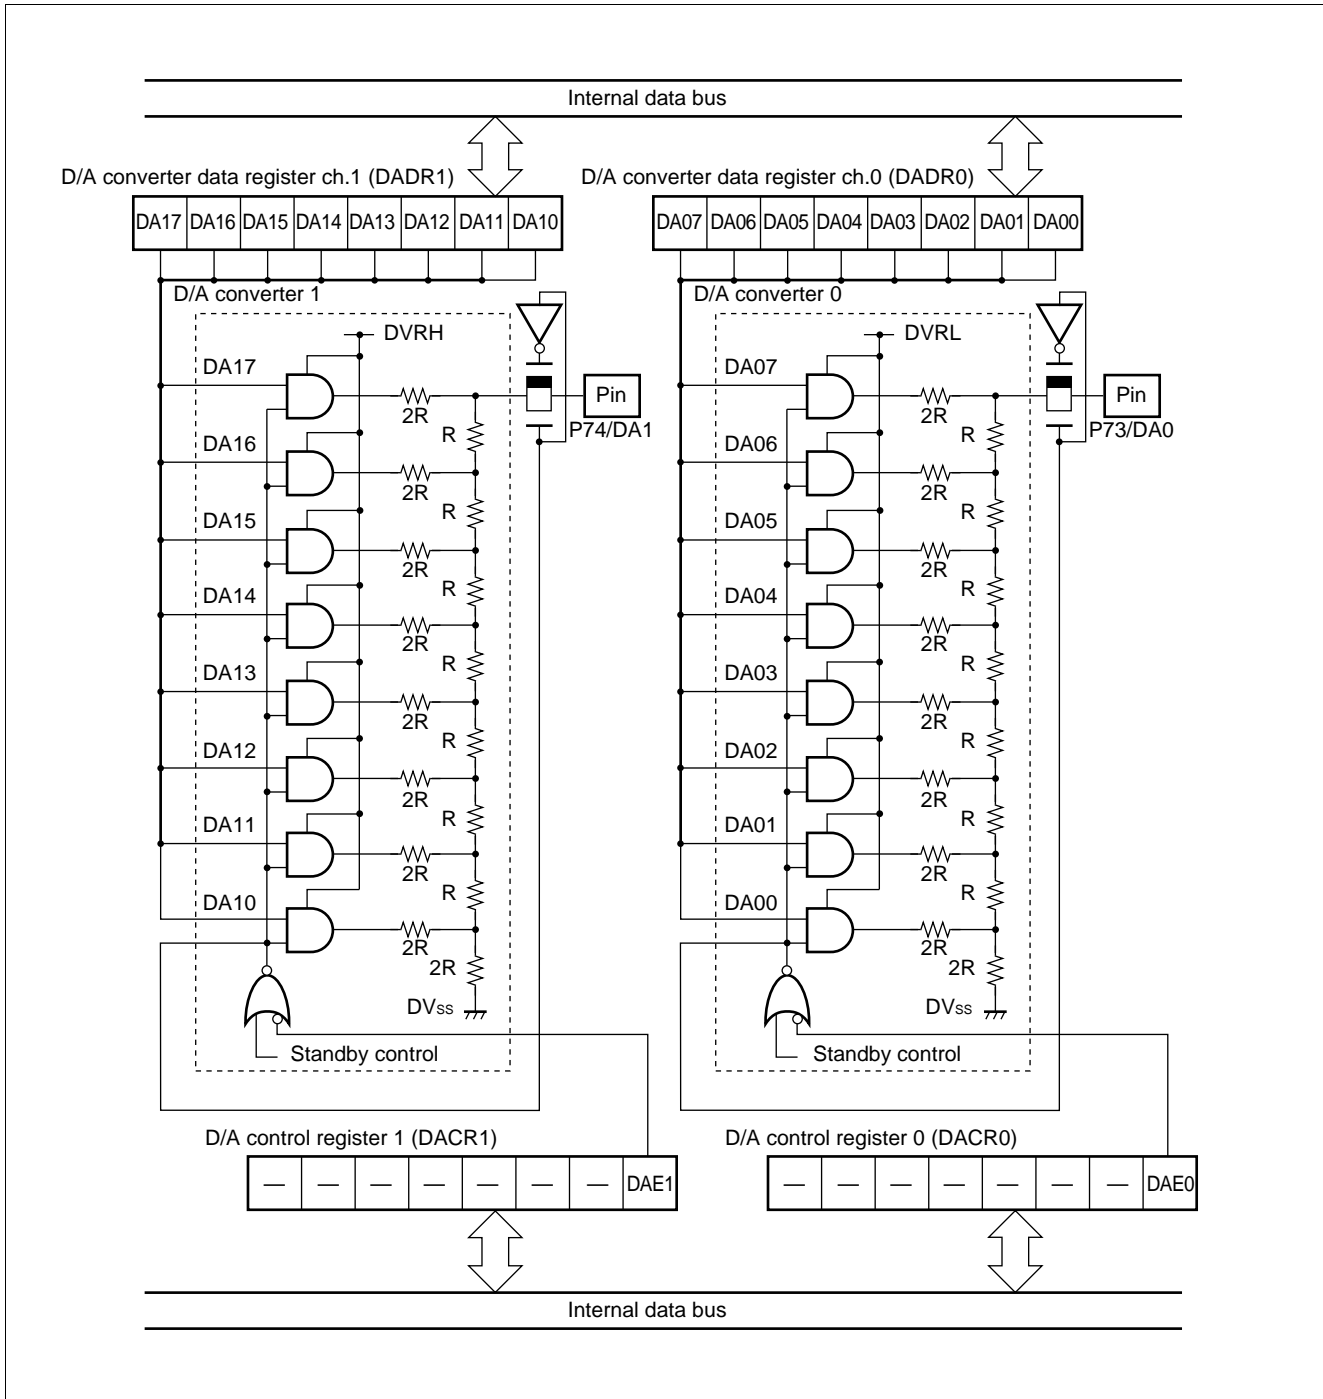 Internal data bus
D/A converter data register ch.1 (DADR1)
D/A converter data register ch.0 (DADR0)
DA17 DA16 DA15 DA14 DA13 DA12 DA11 DA10
DA07 DA06 DA05 DA04 DA03 DA02 DA01 DA00
D/A converter 1
DVRH
DA17
2R
R
Pin
P74/DA1
DA16
2R
R
DA15
2R
R
DA14
2R
R
DA13
2R
R
DA12
2R
R
DA11
2R
R
DA10
2R
2R
DVss
Standby control
D/A converter 0
DVRL
DA07
2R
R
Pin
P73/DA0
DA06
2R
R
DA05
2R
R
DA04
2R
R
DA03
2R
R
DA02
2R
R
DA01
2R
R
DA00
2R
2R
DVss
Standby control
D/A control register 1 (DACR1)
— — — — — — — DAE1
D/A control register 0 (DACR0)
— — — — — — — DAE0
Internal data bus